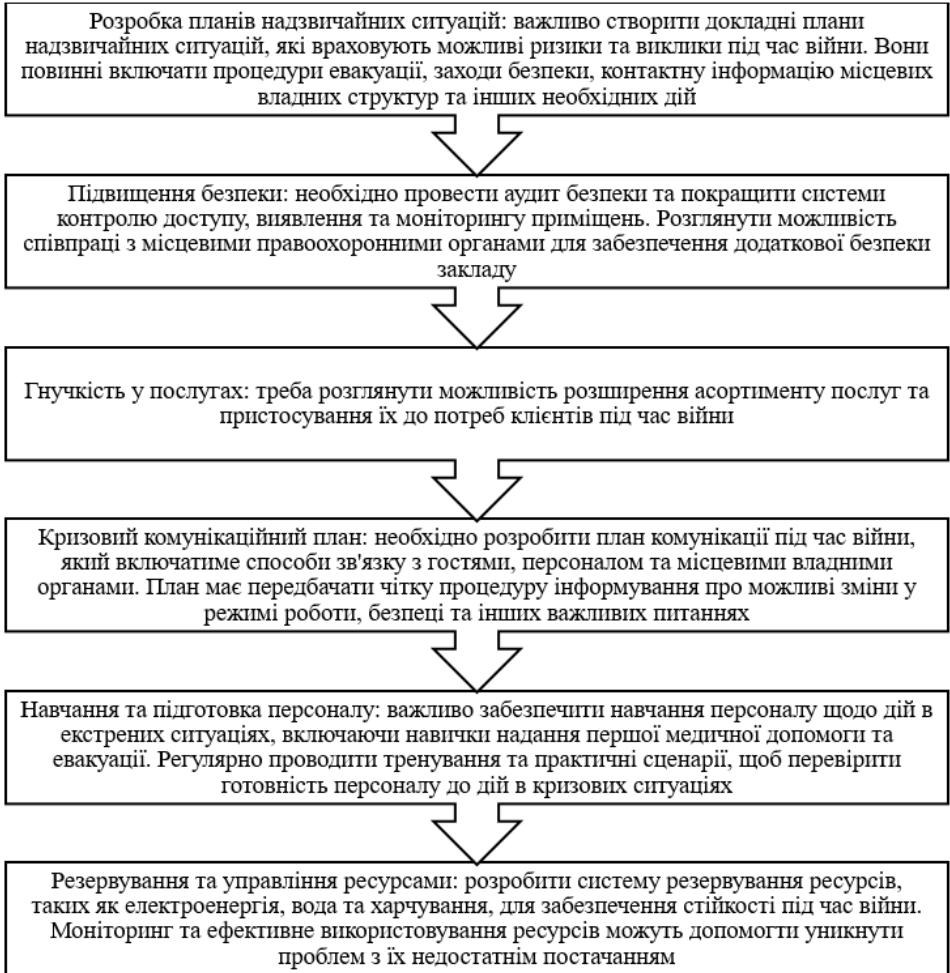 Розробка планів надзвичайних ситуацій: важливо створити докладні плани
надзвичайних ситуацій, які враховують можливі ризики та виклики під час війни. Вони
повинні включати процедури евакуації, заходи безпеки, контактну інформацію місцевих
владних структур та інших необхідних дій
Підвищення безпеки: необхідно провести аудит безпеки та покращити системи
контролю доступу, виявлення та моніторингу приміщень. Розглянути можливість
співпраці з місцевими правоохоронними органами для забезпечення додаткової безпеки
закладу
Гнучкість у послугах: треба розглянути можливість розширення асортименту послуг та
пристосування їх до потреб клієнтів під час війни
Кризовий комунікаційний план: необхідно розробити план комунікації під час війни,
який включатиме способи зв'язку з гостями, персоналом та місцевими владними
органами. План має передбачати чітку процедуру інформування про можливі зміни у
режимі роботи, безпеці та інших важливих питаннях
Навчання та підготовка персоналу: важливо забезпечити навчання персоналу щодо дій в
екстрених ситуаціях, включаючи навички надання першої медичної допомоги та
евакуації. Регулярно проводити тренування та практичні сценарії, щоб перевірити
готовність персоналу до дій в кризових ситуаціях
Резервування та управління ресурсами: розробити систему резервування ресурсів,
таких як електроенергія, вода та харчування, для забезпечення стійкості під час війни.
Моніторинг та ефективне використовування ресурсів можуть допомогти уникнути
проблем з їх недостатнім постачанням